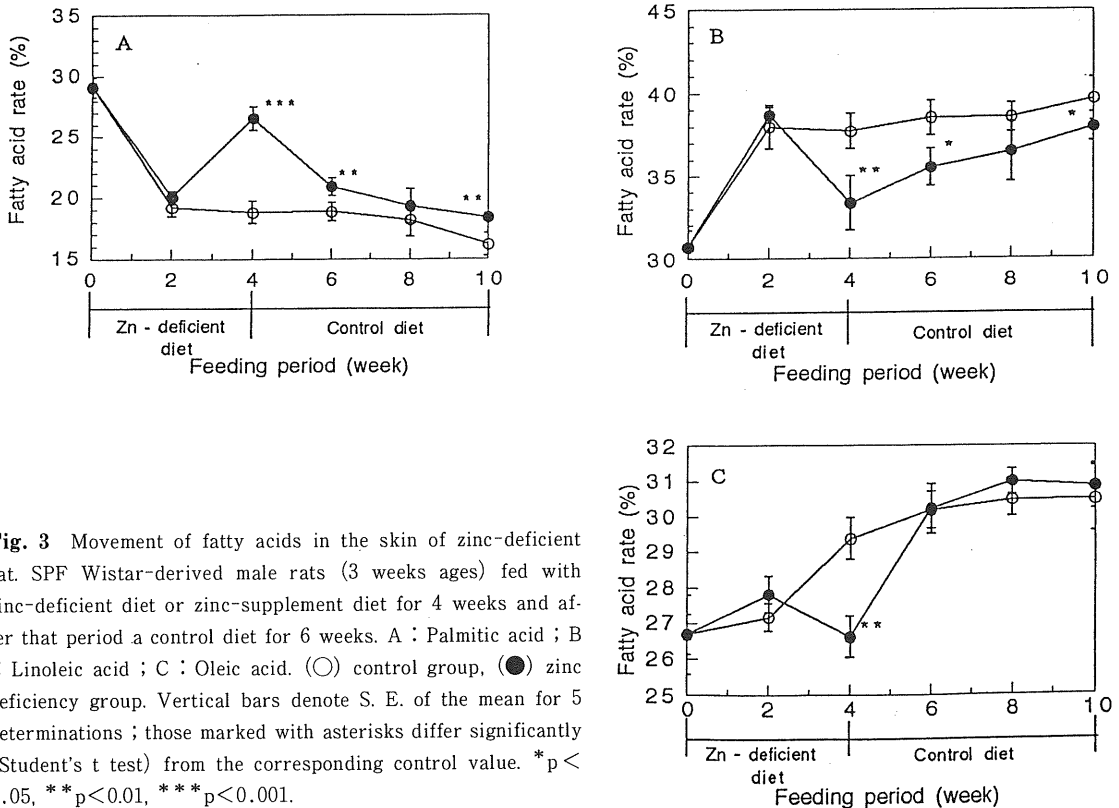 35
30
25
20
15
Fatty acid rate (%)
A
***
**
**
0 2 4 6 8 10
Zn - deficient diet
Control diet
Feeding period (week)
45
40
35
30
Fatty acid rate (%)
B
**
*
*
0 2 4 6 8 10
Zn - deficient diet
Control diet
Feeding period (week)
32
31
30
29
28
27
26
25
Fatty acid rate (%)
C
**
0 2 4 6 8 10
Zn - deficient diet
Control diet
Feeding period (week)
ig. 3 Movement of fatty acids in the skin of zinc-deficient
at. SPF Wistar-derived male rats (3 weeks ages) fed with
inc-deficient diet or zinc-supplement diet for 4 weeks and af-
er that period a control diet for 6 weeks. A : Palmitic acid ; B
: Linoleic acid ; C : Oleic acid. (○) control group, (●) zinc
eficiency group. Vertical bars denote S. E. of the mean for 5
eterminations ; those marked with asterisks differ significantly
Student's t test) from the corresponding control value. *p<
.05, **p<0.01, ***p<0.001.